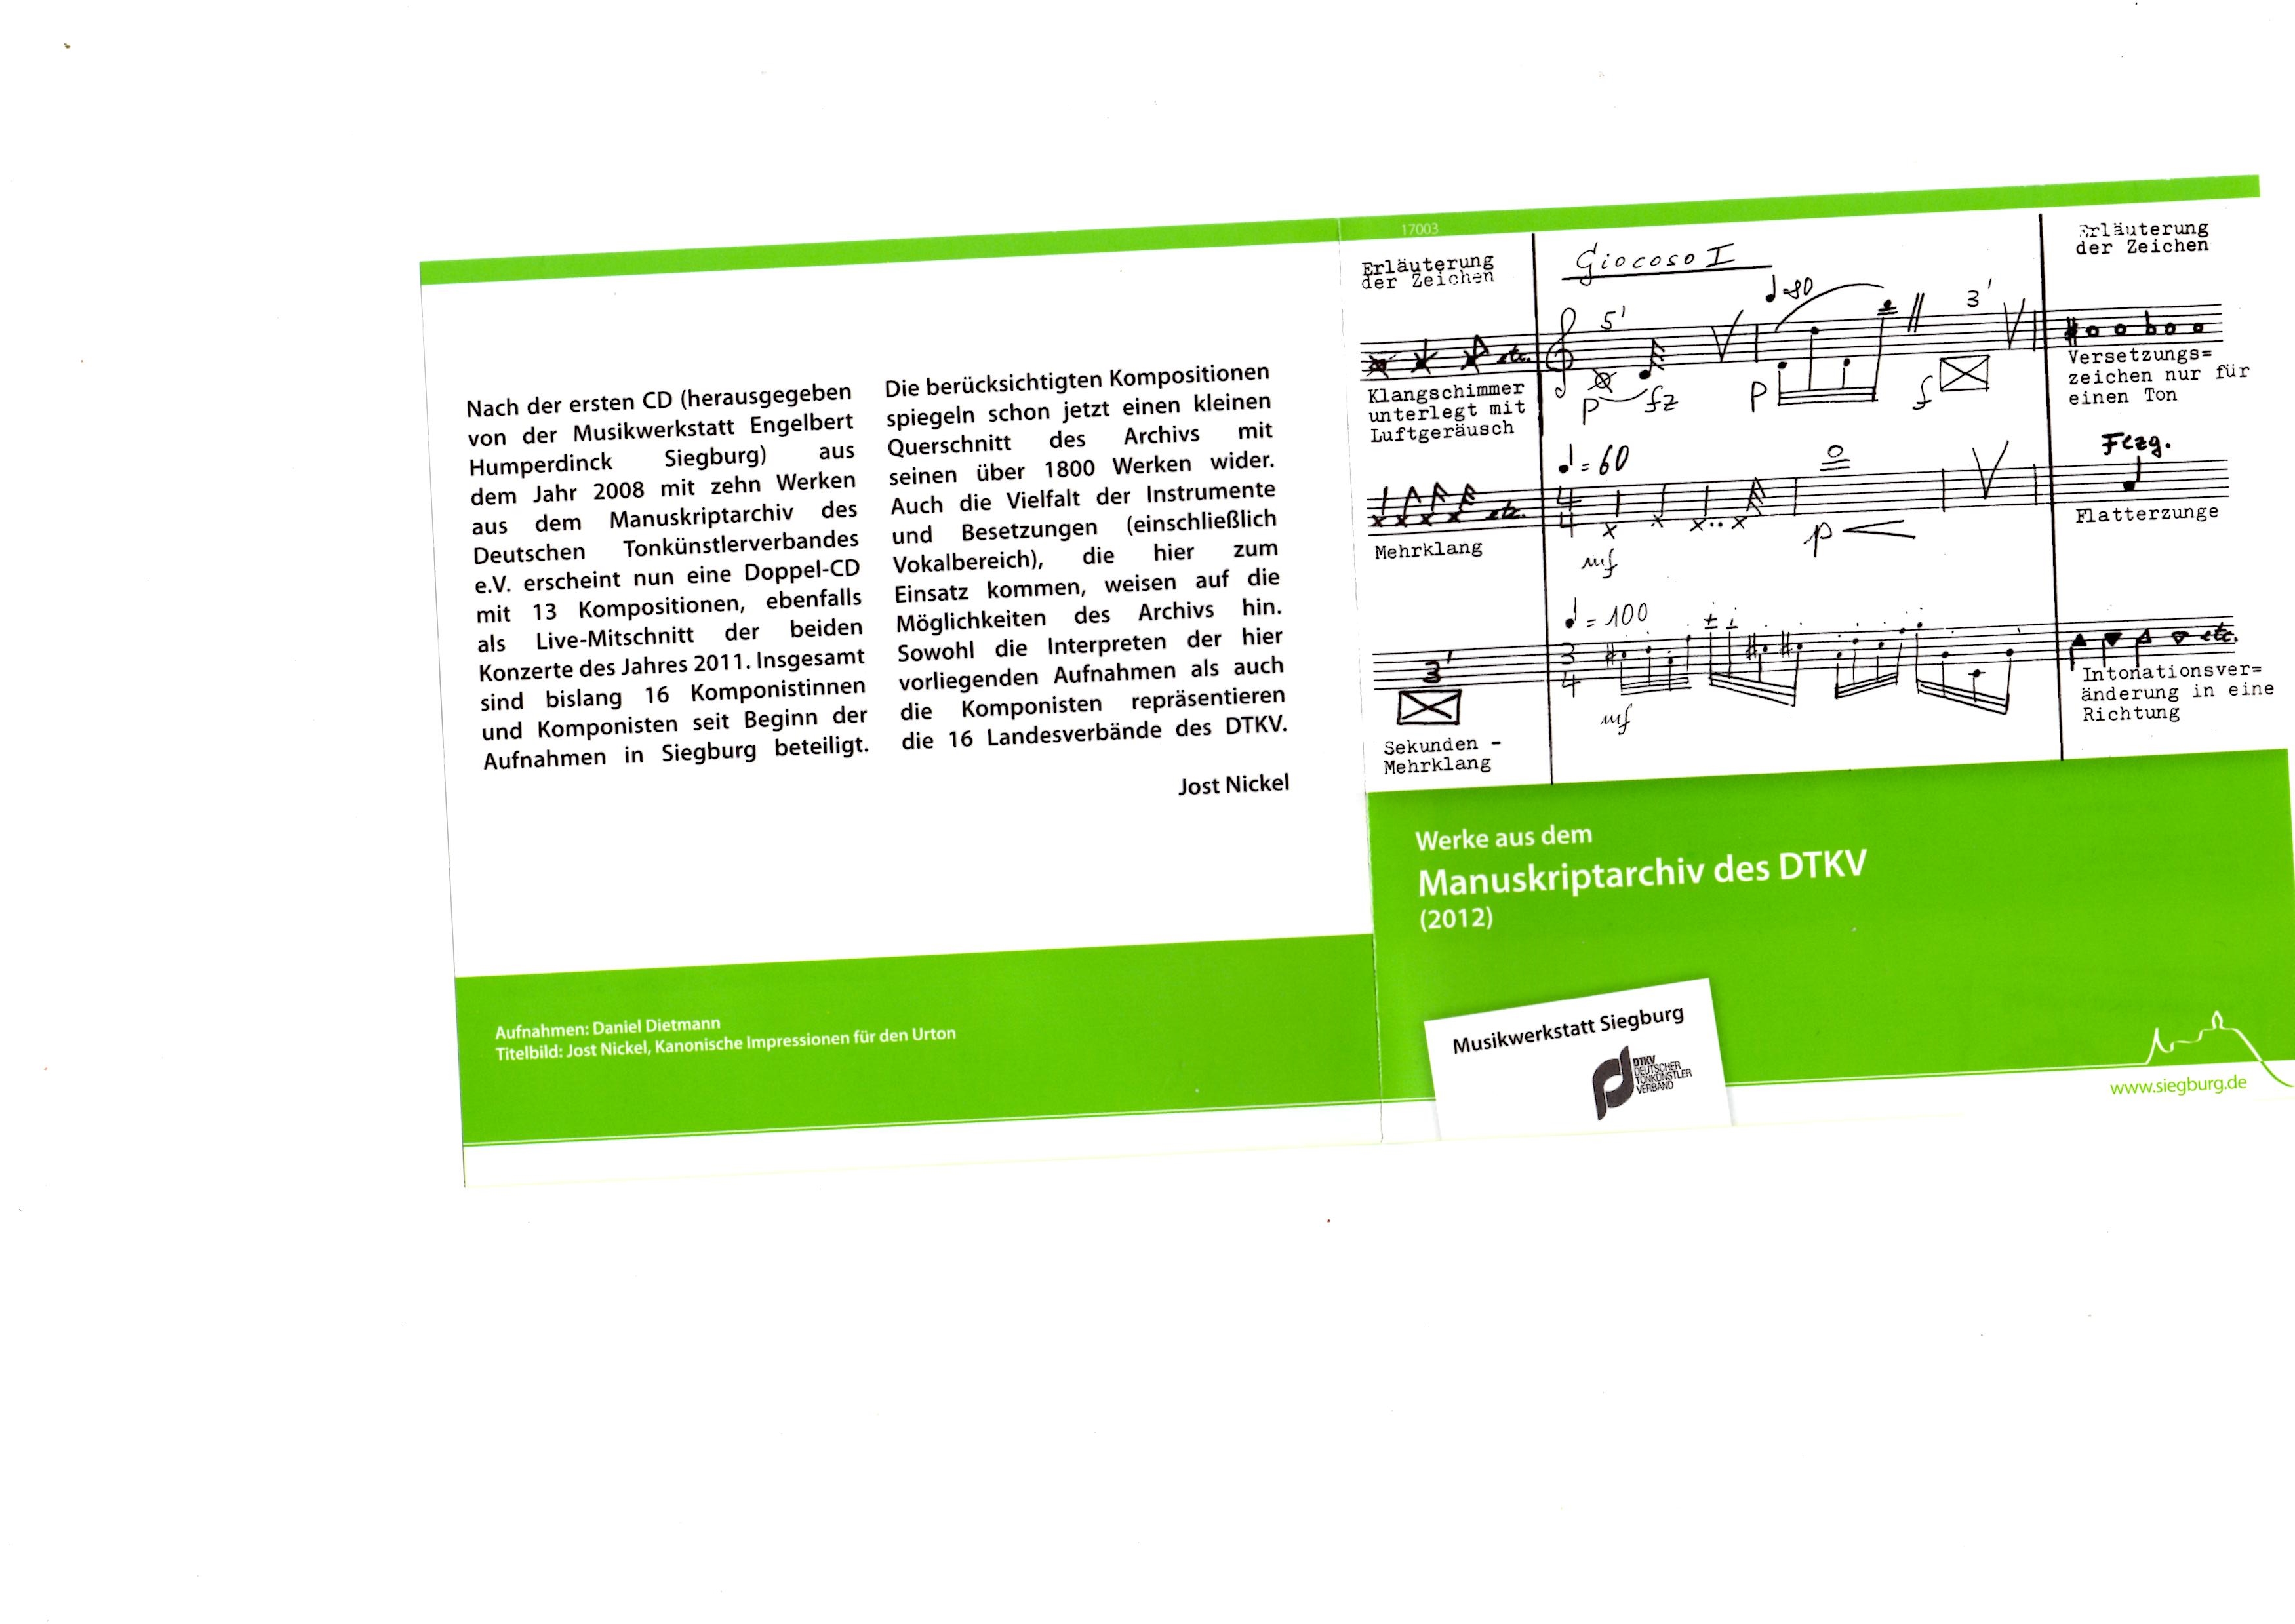 Nach der ersten CD (herausgegeben
von der Musikwerkstatt Engelbert
Humperdinck Siegburg) aus
dem Jahr 2008 mit zehn Werken
aus dem Manuskriptarchiv des
Deutschen Tonkünstlerverbandes
e.V. erscheint nun eine Doppel-CD
mit 13 Kompositionen, ebenfalls
als Live-Mitschnitt der beiden
Konzerte des Jahres 2011. Insgesamt
sind bislang 16 Komponistinnen
und Komponisten seit Beginn der
Aufnahmen in Siegburg beteiligt.
Die berücksichtigten Kompositionen
spiegeln schon jetzt einen kleinen
Querschnitt des Archivs mit
seinen über 1800 Werken wider.
Auch die Vielfalt der Instrumente
und Besetzungen (einschließlich
Vokalbereich), die hier zum
Einsatz kommen, weisen auf die
Möglichkeiten des Archivs hin.
Sowohl die Interpreten der hier
vorliegenden Aufnahmen als auch
die Komponisten repräsentieren
die 16 Landesverbände des DTKV.
Jost Nickel
Aufnahmen: Daniel Dietmann
Titelbild: Jost Nickel, Kanonische Impressionen für den Urton
17003
Erläuterung
der Zeichen
etc.
Klangschimmer
unterlegt mit
Luftgeräusch
etc.
Mehrklang
3'
Sekunden -
Mehrklang
Giocoso I
5' ♩=80 3'
p fz p f
♩ = 60
4
4
mf p
♩ = 100
3
4
mf
Erläuterung
der Zeichen
Versetzungs=
zeichen nur für
einen Ton
Flzg.
Flatterzunge
etc.
Intonationsver=
änderung in eine
Richtung
Werke aus dem
Manuskriptarchiv des DTKV
(2012)
Musikwerkstatt Siegburg
DTKV
DEUTSCHER
TONKÜNSTLER
VERBAND
www.siegburg.de